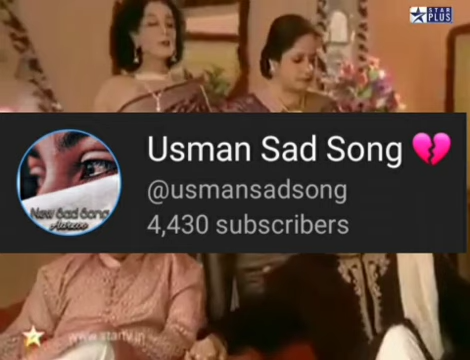 STAR
PLUS
Usman Sad Song 💔
@usmansadsong
4,430 subscribers
New Sad Song
www.startv.in